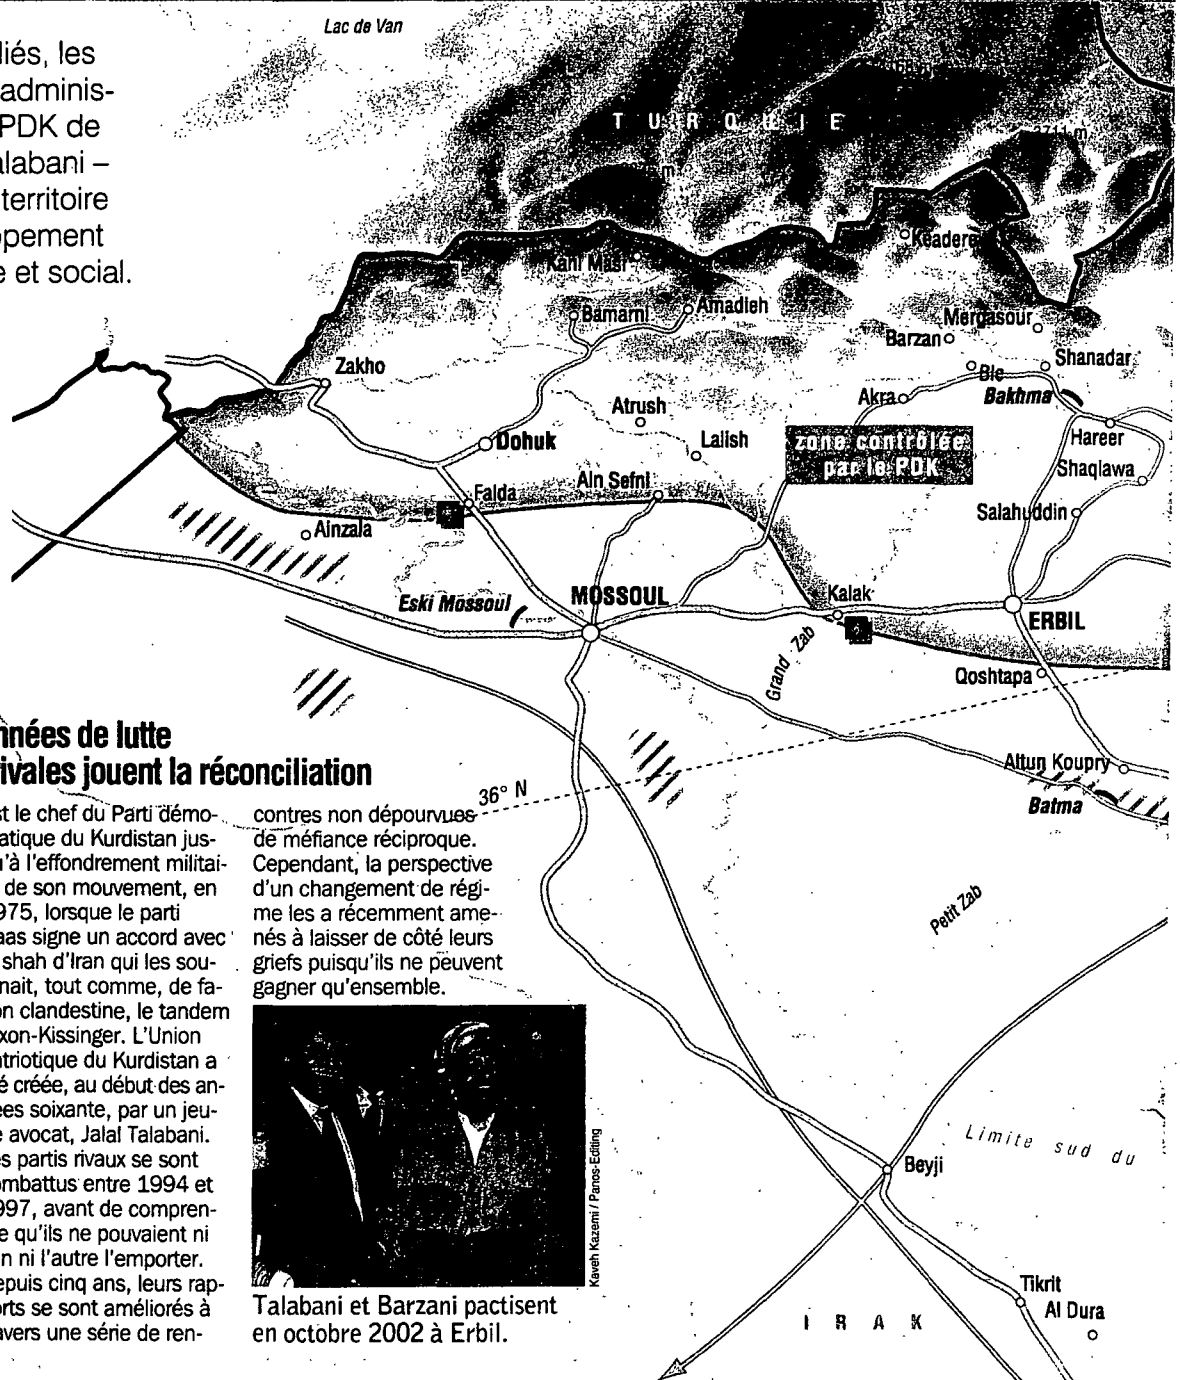 Lac de Van
liés, les
adminis-
PDK de
alabani –
territoire
ppement
e et social.
TURQUIE
3711 m.
m
Keadere
Kani Masi
Bamarni
Amadieh
Mergasour
Barzan
Shanadar
Zakho
Ble
Akra
Bakhma
Atrush
Hareer
Dohuk
Lalish
zone contrôlée
par le PDK
Shaqlawa
Ain Sefni
Faida
Salahuddin
Ainzala
Eski Mossoul
MOSSOUL
Kalak
ERBIL
Grand Zab
Qoshtapa
nnées de lutte
rivales jouent la réconciliation
Altun Koupry
Batma
36° N
st le chef du Parti démo-
atique du Kurdistan jus-
u'à l'effondrement militai-
de son mouvement, en
975, lorsque le parti
aas signe un accord avec
shah d'Iran qui les sou-
nait, tout comme, de fa-
on clandestine, le tandem
xon-Kissinger. L'Union
atriotique du Kurdistan a
é créée, au début des an-
ées soixante, par un jeu-
e avocat, Jalal Talabani.
es partis rivaux se sont
ombattus entre 1994 et
997, avant de compren-
e qu'ils ne pouvaient ni
n ni l'autre l'emporter.
epuis cinq ans, leurs rap-
orts se sont améliorés à
avers une série de ren-
contres non dépourvues
de méfiance réciproque.
Cependant, la perspective
d'un changement de régi-
me les a récemment ame-
nés à laisser de côté leurs
griefs puisqu'ils ne peuvent
gagner qu'ensemble.
Kaveh Kazemi / Panos-Editing
Talabani et Barzani pactisent
en octobre 2002 à Erbil.
Petit Zab
Limite sud du
Beyji
Tikrit
Al Dura
IRAK